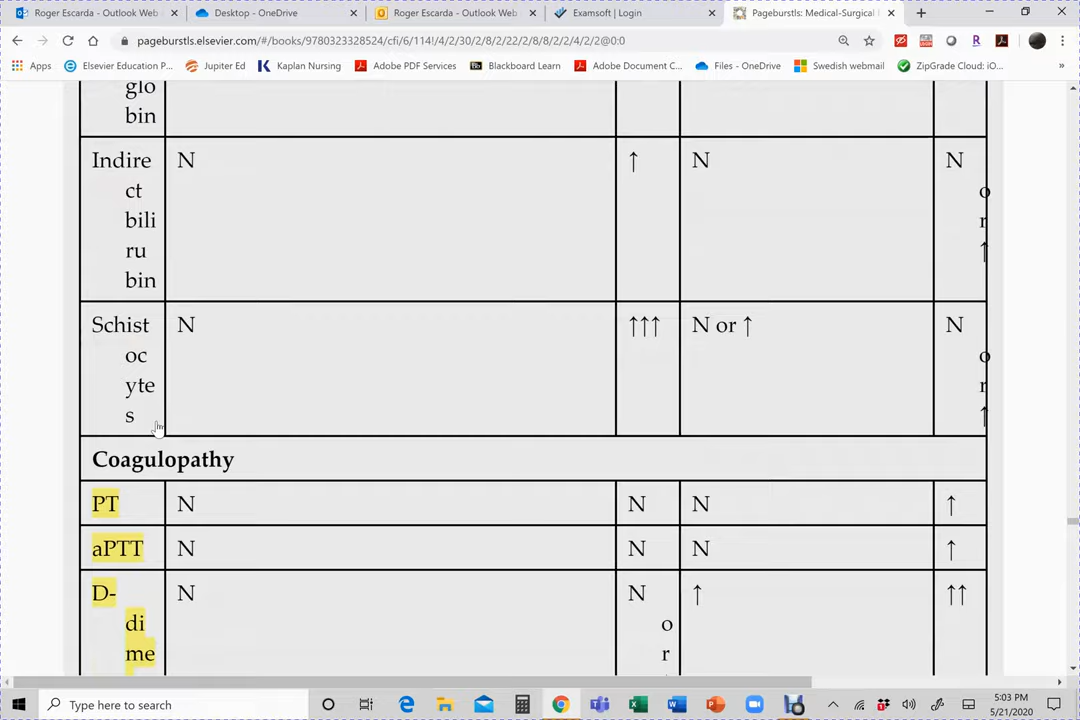 Roger Escarda - Outlook Web
Desktop - OneDrive
Roger Escarda - Outlook Web
Examsoft | Login
Pageburstls: Medical-Surgical
pageburstls.elsevier.com/#/books/9780323328524/cfi/6/114!/4/2/30/2/8/2/22/2/8/8/2/2/4/2/2@0:0
Apps
Elsevier Education P...
Jupiter Ed
Kaplan Nursing
Adobe PDF Services
Blackboard Learn
Adobe Document C...
Files - OneDrive
Swedish webmail
ZipGrade Cloud: iO...
glo
bin
Indire N ↑ N N
ct o
bili r
ru ↑
bin
Schist N ↑↑↑ N or ↑ N
oc o
yte r
s ↑
Coagulopathy
PT N N N ↑
aPTT N N N ↑
D- N N ↑ ↑↑
di o
me r
Type here to search
5:03 PM
5/21/2020